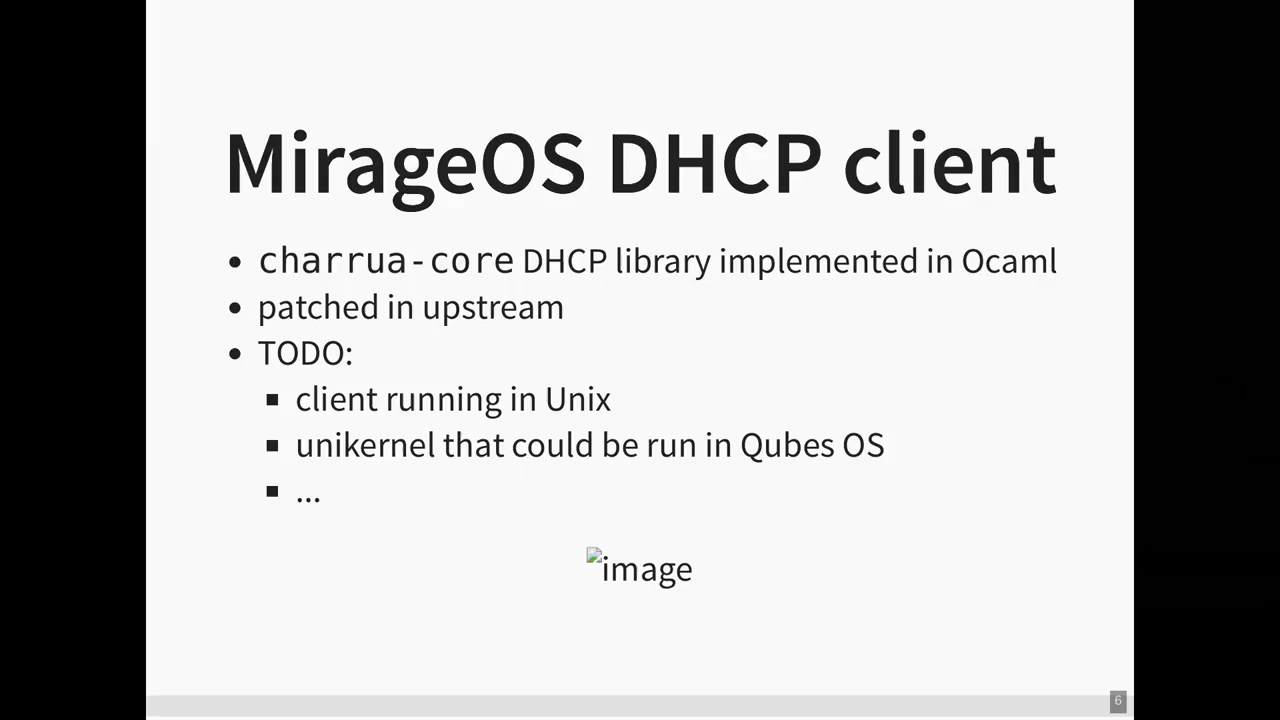 MirageOS DHCP client
• charrua-core DHCP library implemented in Ocaml
• patched in upstream
• TODO:
▪ client running in Unix
▪ unikernel that could be run in Qubes OS
▪ ...
image
6